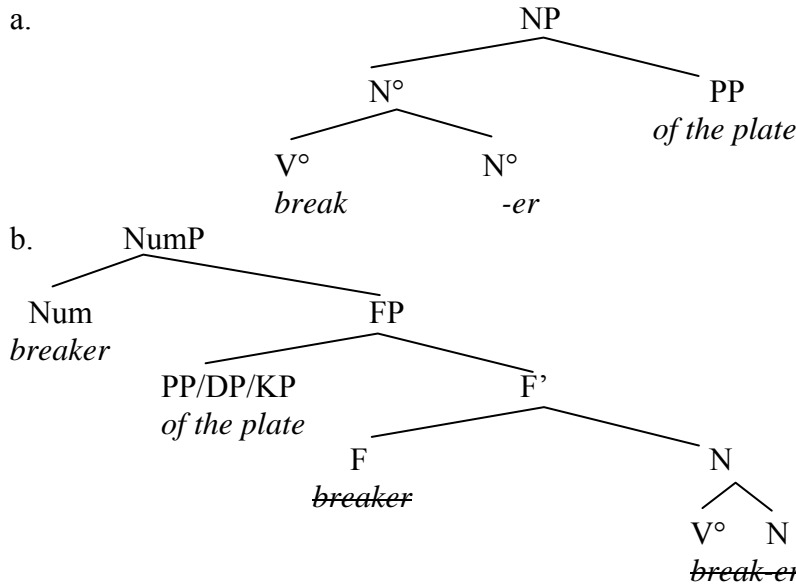 a.
NP
N° PP
of the plate
V° N°
break -er
b.
NumP
Num FP
breaker
PP/DP/KP F’
of the plate
F N
breaker
V° N
break-er